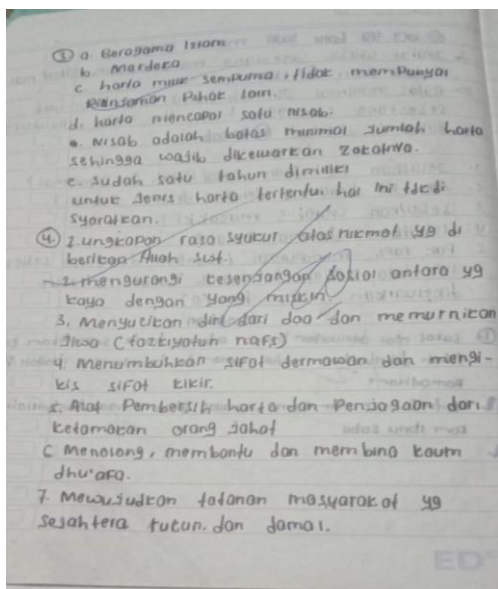 ③ a. Beragama Islam
b. Merdeka
c. harta milik sempurna, tidak mempunyai
Pinjaman Pihak lain.
d. harta mencapai satu nisab.
• Nisab adalah batas minimal jumlah harta
sehingga wajib dikewarkan zakatnya.
e. Sudah satu tahun dimiliki
untuk jenis harta tertentu hal ini tdk di
syaratkan.
④ 1. ungkapan rasa syukur atas nikmat yg di
berikan Allah swt
2. mengurangi kesenjangan sosial antara yg
kaya dengan yang miskin
3. Menyucikan diri dari doa dan memurnikan
Jiwa (tazkiyatun nafs)
4. Menumbuhkan sifat dermawan dan mengi-
kis sifat kikir.
5. Alat Pembersih harta dan Penjagaan dari
ketamakan orang jahat
6. Menolong, membantu dan membina kaum
dhu'afa.
7. Mewujudkan tatanan masyarakat yg
sejahtera rukun, dan damai.